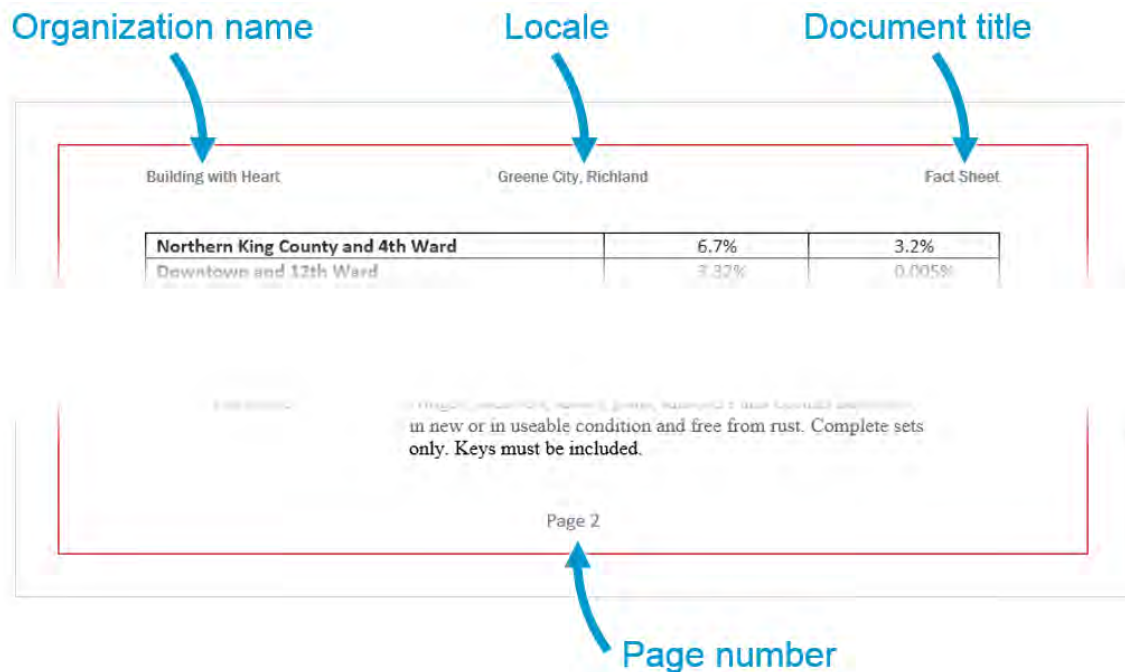 Organization name Locale Document title
Building with Heart Greene City, Richland Fact Sheet
Northern King County and 4th Ward 6.7% 3.2%
Downtown and 12th Ward 3.32% 0.005%
in new or in useable condition and free from rust. Complete sets
only. Keys must be included.
Page 2
Page number